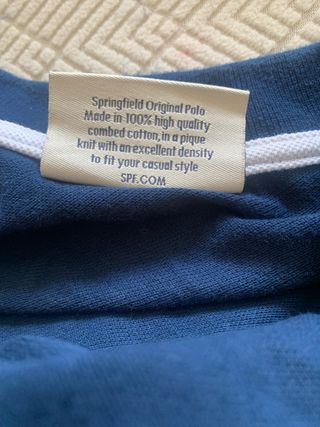 Springfield Original Polo
Made in 100% high quality
combed cotton, in a pique
knit with an excellent density
to fit your casual style
SPF.COM